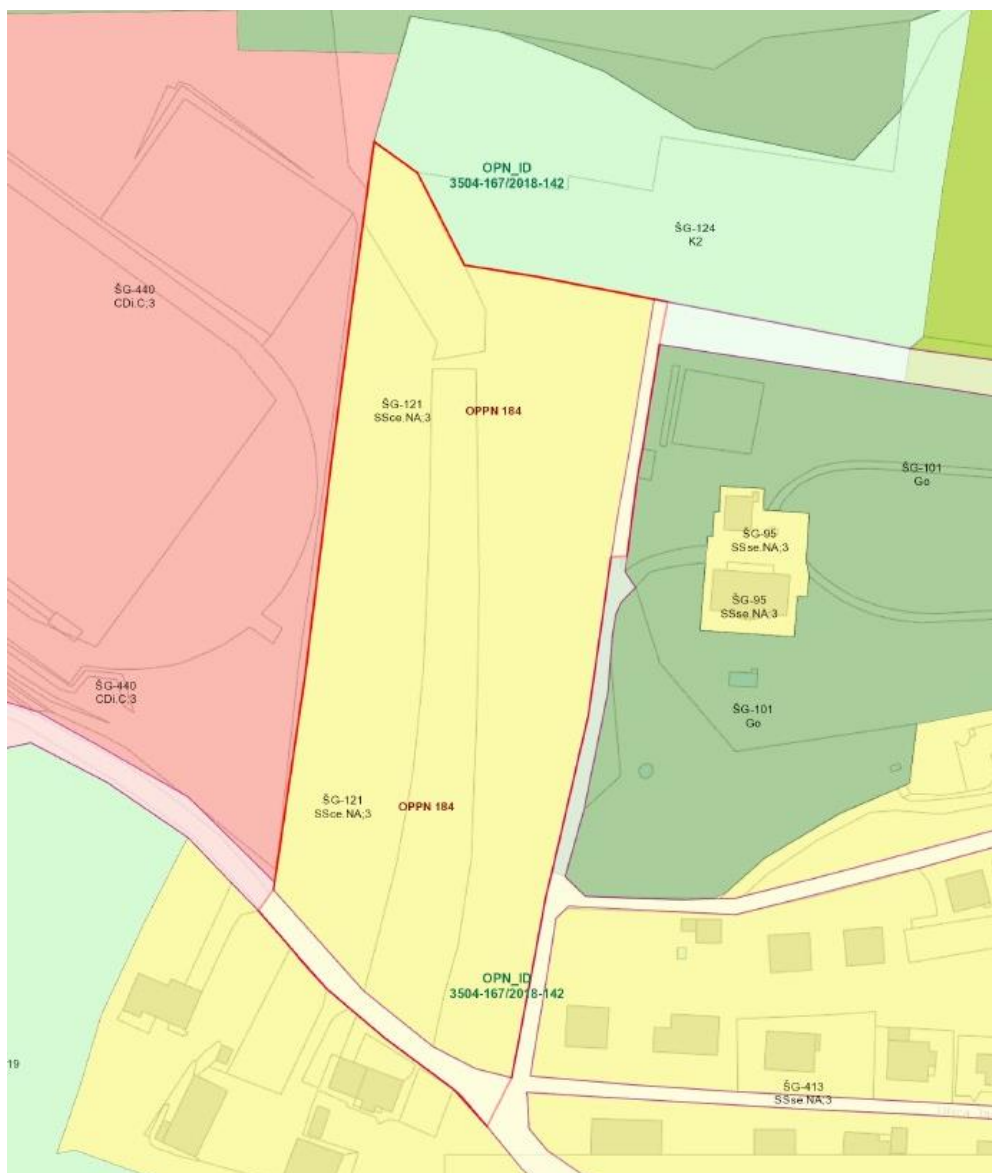 OPN_ID
3504-167/2018-142
ŠG-124
K2
ŠG-440
CDi.C;3
ŠG-121
SSce.NA;3
OPPN 184
ŠG-101
Go
ŠG-95
SSse.NA;3
ŠG-95
SSse.NA;3
ŠG-440
CDi.C;3
ŠG-101
Go
ŠG-121
SSce.NA;3
OPPN 184
OPN_ID
3504-167/2018-142
19
ŠG-413
SSse.NA;3